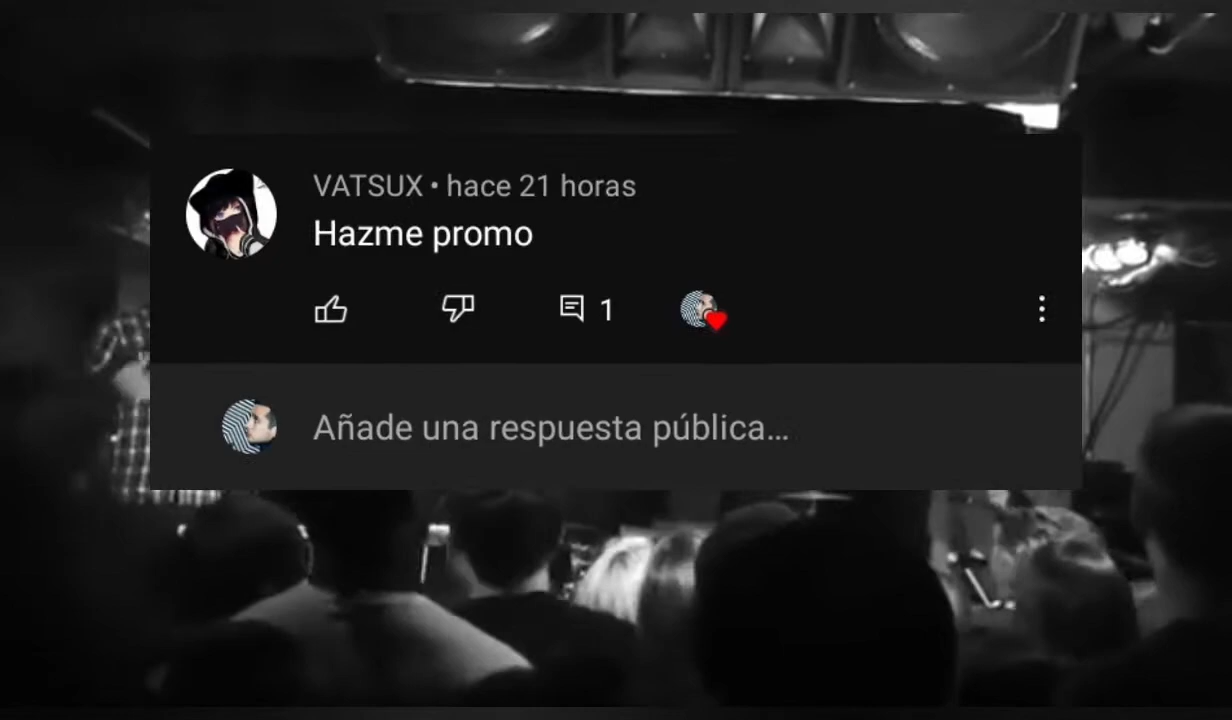 VATSUX • hace 21 horas
Hazme promo
1
Añade una respuesta pública...